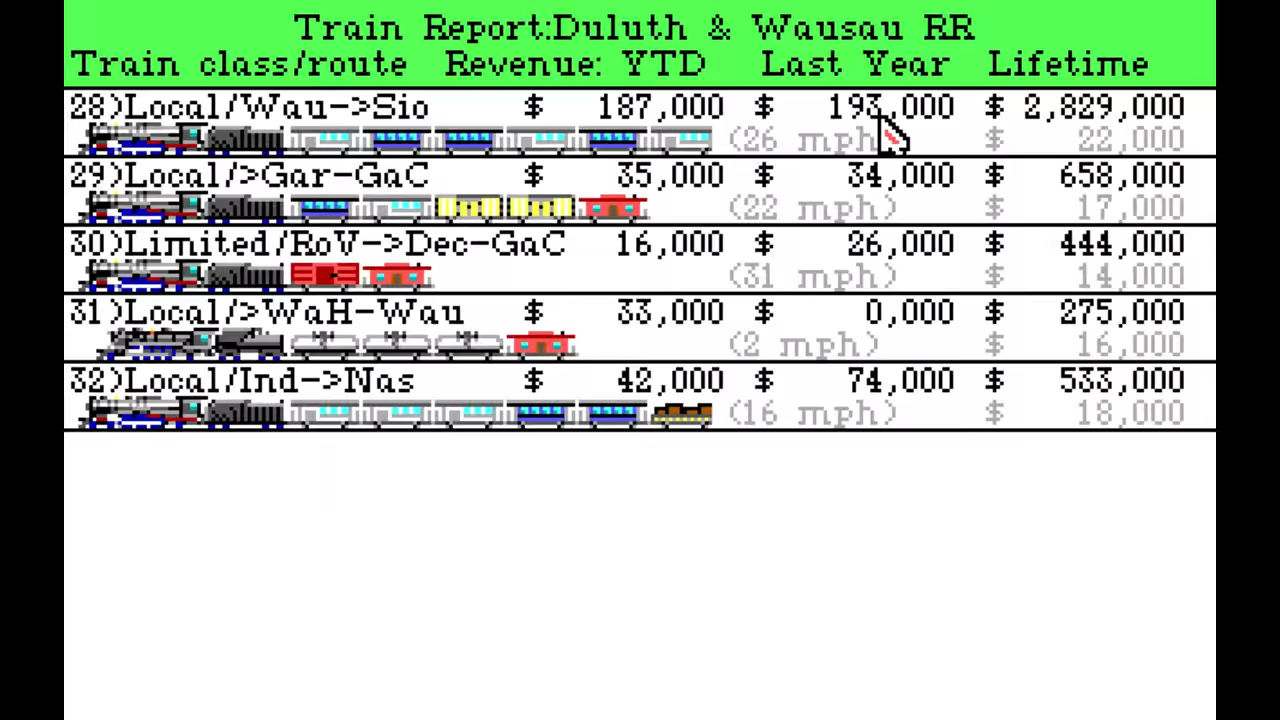 Train Report:Duluth & Wausau RR
Train class/route Revenue: YTD Last Year Lifetime
28)Local/Wau->Sio $ 187,000 $ 193,000 $ 2,829,000
(26 mph $ 22,000
29)Local/>Gar-GaC $ 35,000 $ 34,000 $ 658,000
(22 mph) $ 17,000
30)Limited/RoV->Dec-GaC 16,000 $ 26,000 $ 444,000
(31 mph) $ 14,000
31)Local/>WaH-Wau $ 33,000 $ 0,000 $ 275,000
(2 mph) $ 16,000
32)Local/Ind->Nas $ 42,000 $ 74,000 $ 533,000
(16 mph) $ 18,000